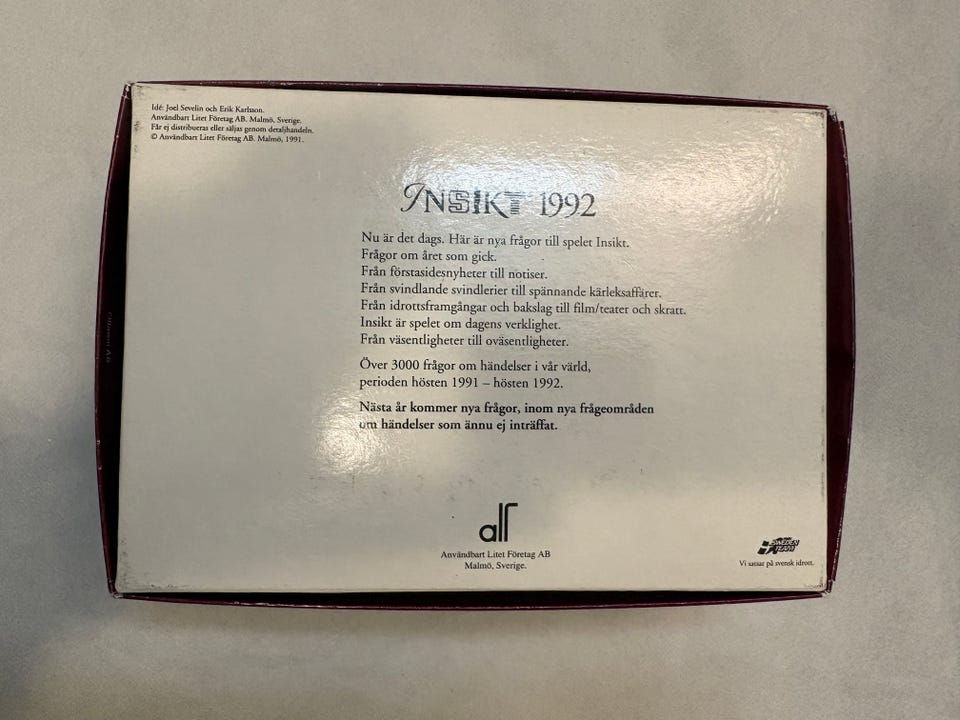 Idé: Joel Sevelin och Erik Karlsson.
Användbart Litet Företag AB. Malmö, Sverige.
Får ej distribueras eller säljas genom detaljhandeln.
© Användbart Litet Företag AB. Malmö, 1991.
INSIKT 1992
Nu är det dags. Här är nya frågor till spelet Insikt.
Frågor om året som gick.
Från förstasidesnyheter till notiser.
Från svindlande svindlerier till spännande kärleksaffärer.
Från idrottsframgångar och bakslag till film/teater och skratt.
Insikt är spelet om dagens verklighet.
Från väsentligheter till oväsentligheter.
Över 3000 frågor om händelser i vår värld,
perioden hösten 1991 – hösten 1992.
Nästa år kommer nya frågor, inom nya frågeområden
om händelser som ännu ej inträffat.
alf
Användbart Litet Företag AB
Malmö, Sverige.
SWEDEN
TEAM
Vi satsar på svensk idrott.